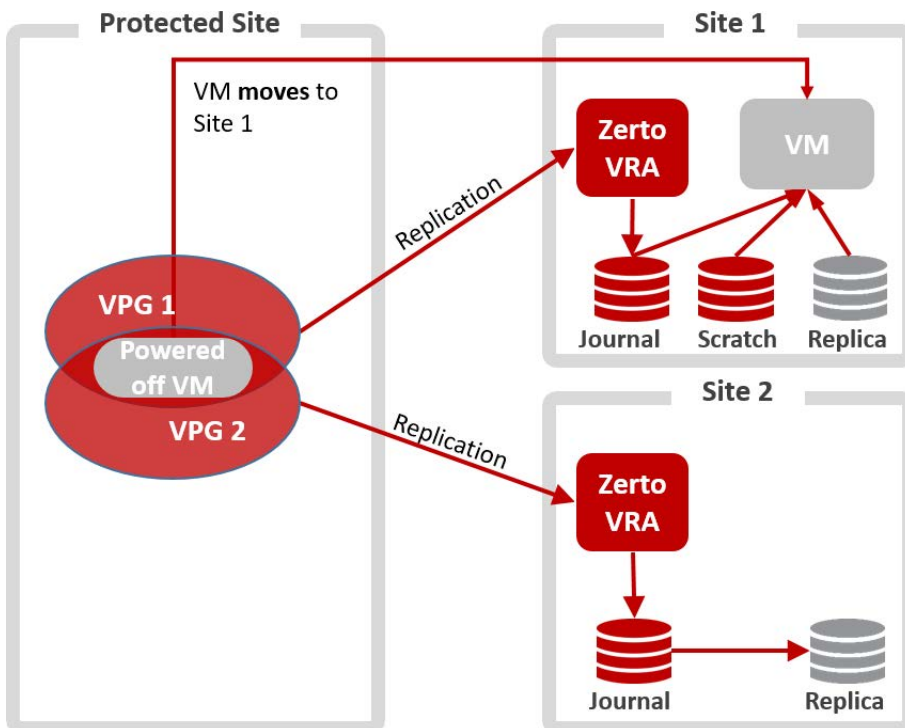 Protected Site
VM moves to
Site 1
VPG 1
Powered
off VM
VPG 2
Replication
Replication
Site 1
Zerto
VRA
VM
Journal
Scratch
Replica
Site 2
Zerto
VRA
Journal
Replica